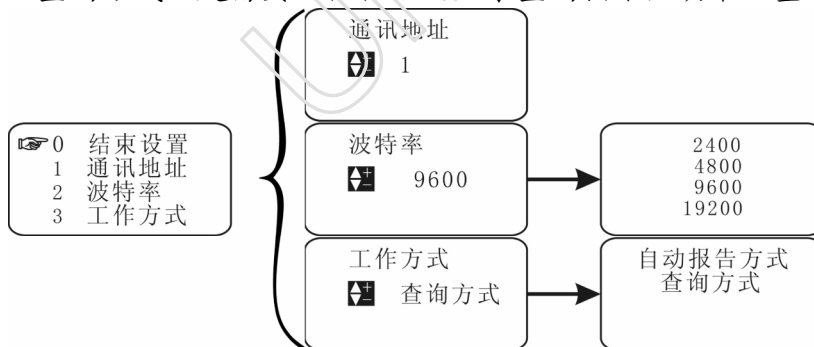 通讯地址
1
0 结束设置
1 通讯地址
2 波特率
3 工作方式
波特率
9600
2400
4800
9600
19200
工作方式
查询方式
自动报告方式
查询方式